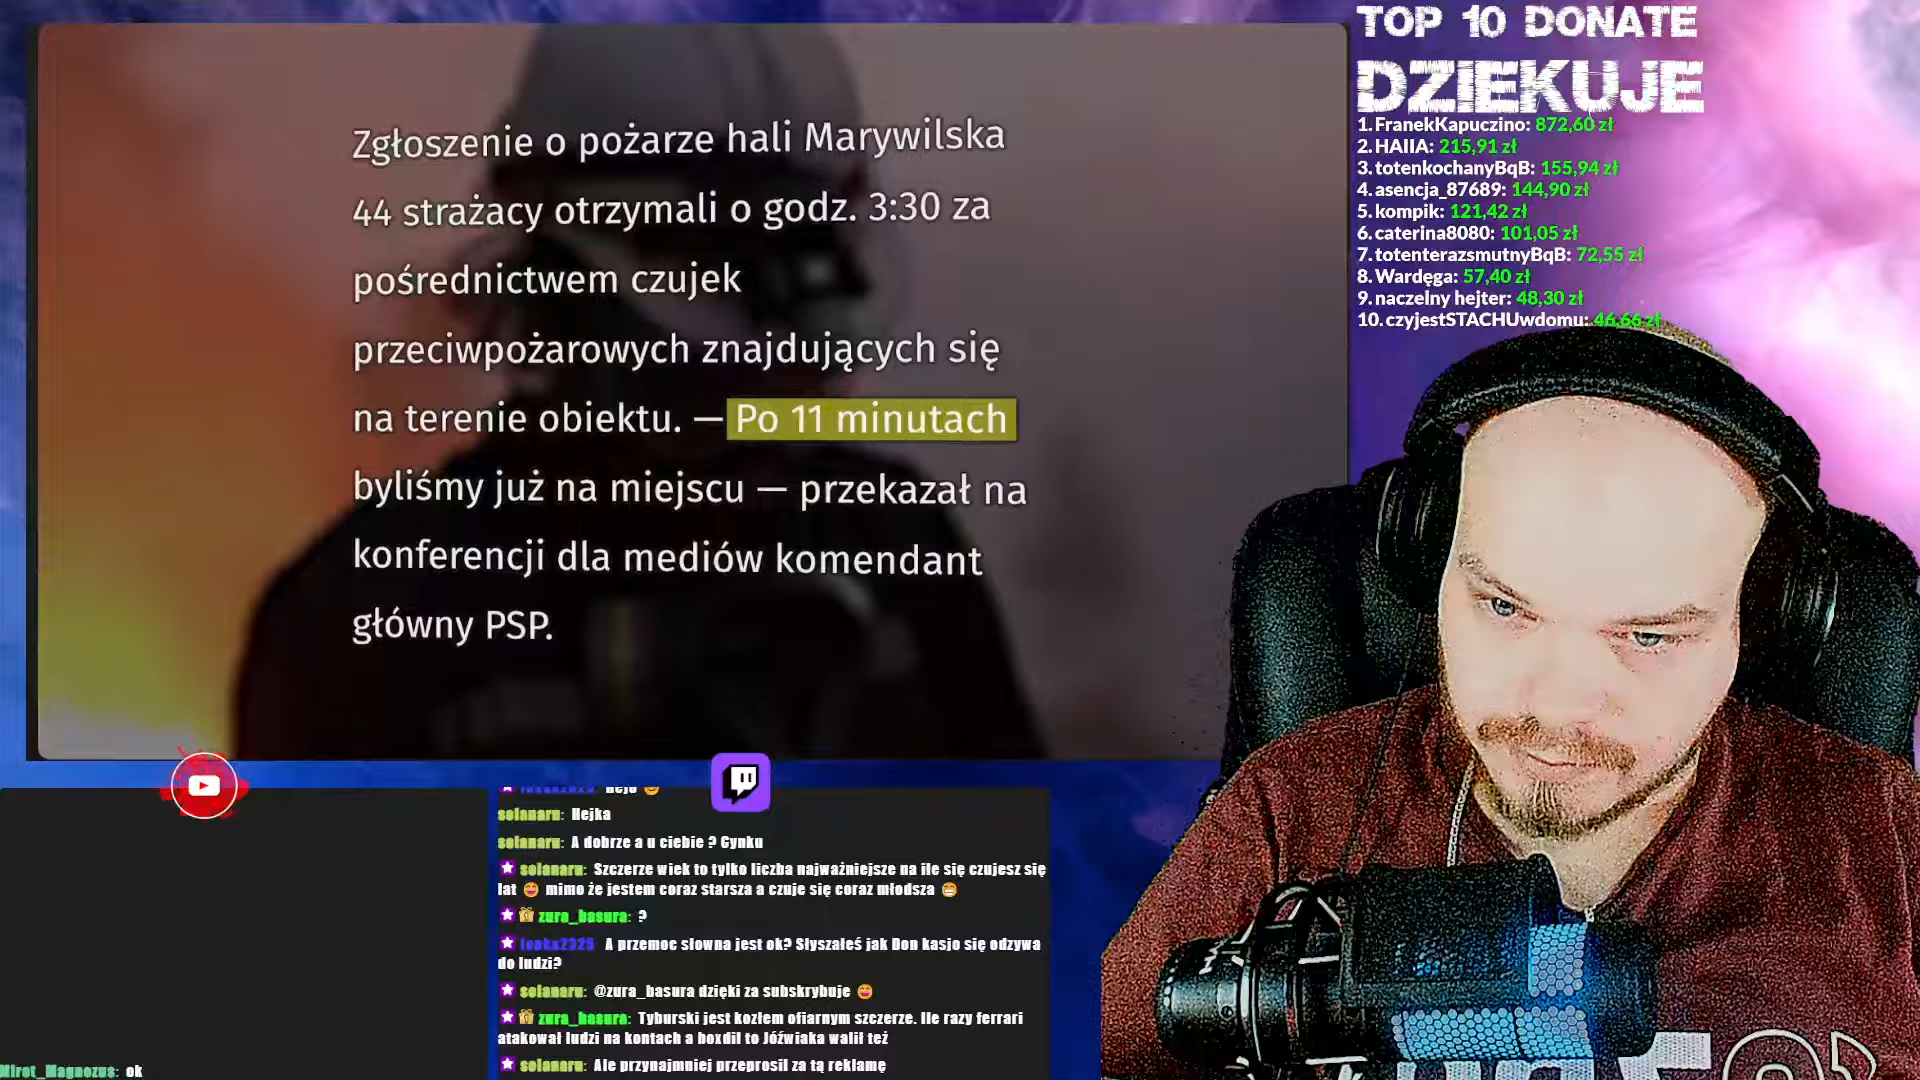 Zgłoszenie o pożarze hali Marywilska
44 strażacy otrzymali o godz. 3:30 za
pośrednictwem czujek
przeciwpożarowych znajdujących się
na terenie obiektu. — Po 11 minutach
byliśmy już na miejscu — przekazał na
konferencji dla mediów komendant
główny PSP.
TOP 10 DONATE
DZIEKUJE
1. FranekKapuczino: 872,60 zł
2. HAIIA: 215,91 zł
3. totenkochanyBqB: 155,94 zł
4. asencja_87689: 144,90 zł
5. kompik: 121,42 zł
6. caterina8080: 101,05 zł
7. totenterazsmutnyBqB: 72,55 zł
8. Wardęga: 57,40 zł
9. naczelny hejter: 48,30 zł
10. czyjestSTACHUwdomu: 46,66 zł
solanaru: Hejka
solanaru: A dobrze a u ciebie ? Cynku
solanaru: Szczerze wiek to tylko liczba najważniejsze na ile się czujesz się
lat 😄 mimo że jestem coraz starsza a czuje się coraz młodsza 😁
zura_basura: ?
A przemoc słowna jest ok? Słyszałeś jak Don kasjo się odzywa
do ludzi?
solanaru: @zura_basura dzięki za subskrybuje 😄
zura_basura: Tyburski jest kozłem ofiarnym szczerze. Ile razy ferrari
atakował ludzi na kontach a boxdil to Jóźwiaka walił też
solanaru: Ale przynajmniej przeprosil za tą reklamę
Mirot_Magnezus: ok